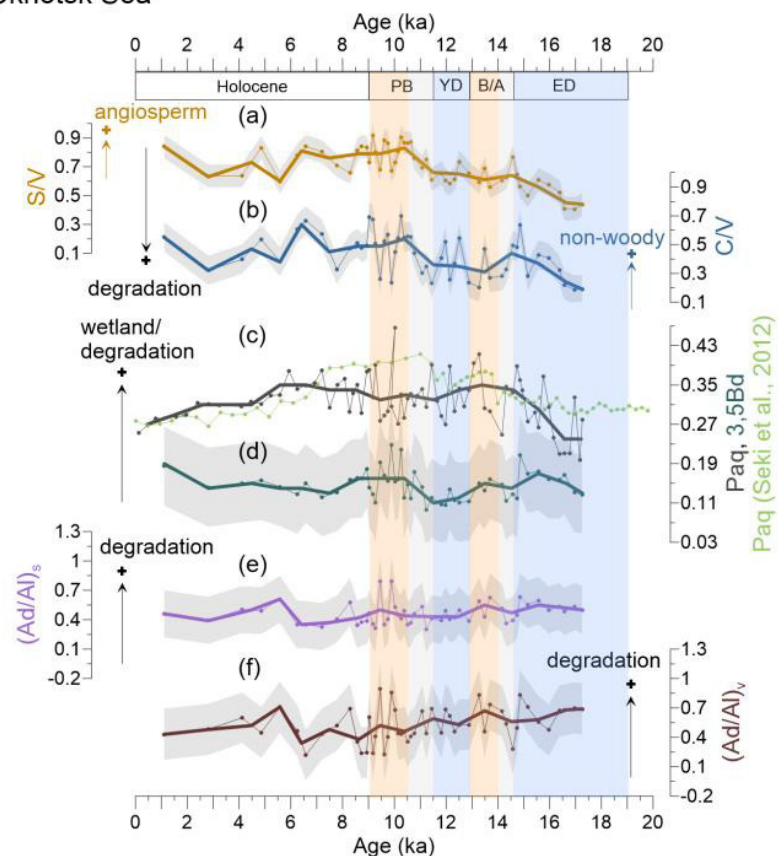 Age (ka)
0 2 4 6 8 10 12 14 16 18 20
Holocene PB YD B/A ED
(a)
angiosperm
0.9
0.7
0.5
0.3
0.1
S/V
degradation
(b)
0.9
0.7
0.5
0.3
0.1
C/V
non-woody
wetland/
degradation
(c)
0.43
0.35
0.27
0.19
0.11
0.03
Paq, 3,5Bd
Paq (Seki et al., 2012)
(d)
1.3
1
0.7
0.4
0.1
-0.2
(Ad/Al)s
degradation
(e)
(f)
degradation
1.3
1
0.7
0.4
0.1
-0.2
(Ad/Al)v
0 2 4 6 8 10 12 14 16 18 20
Age (ka)